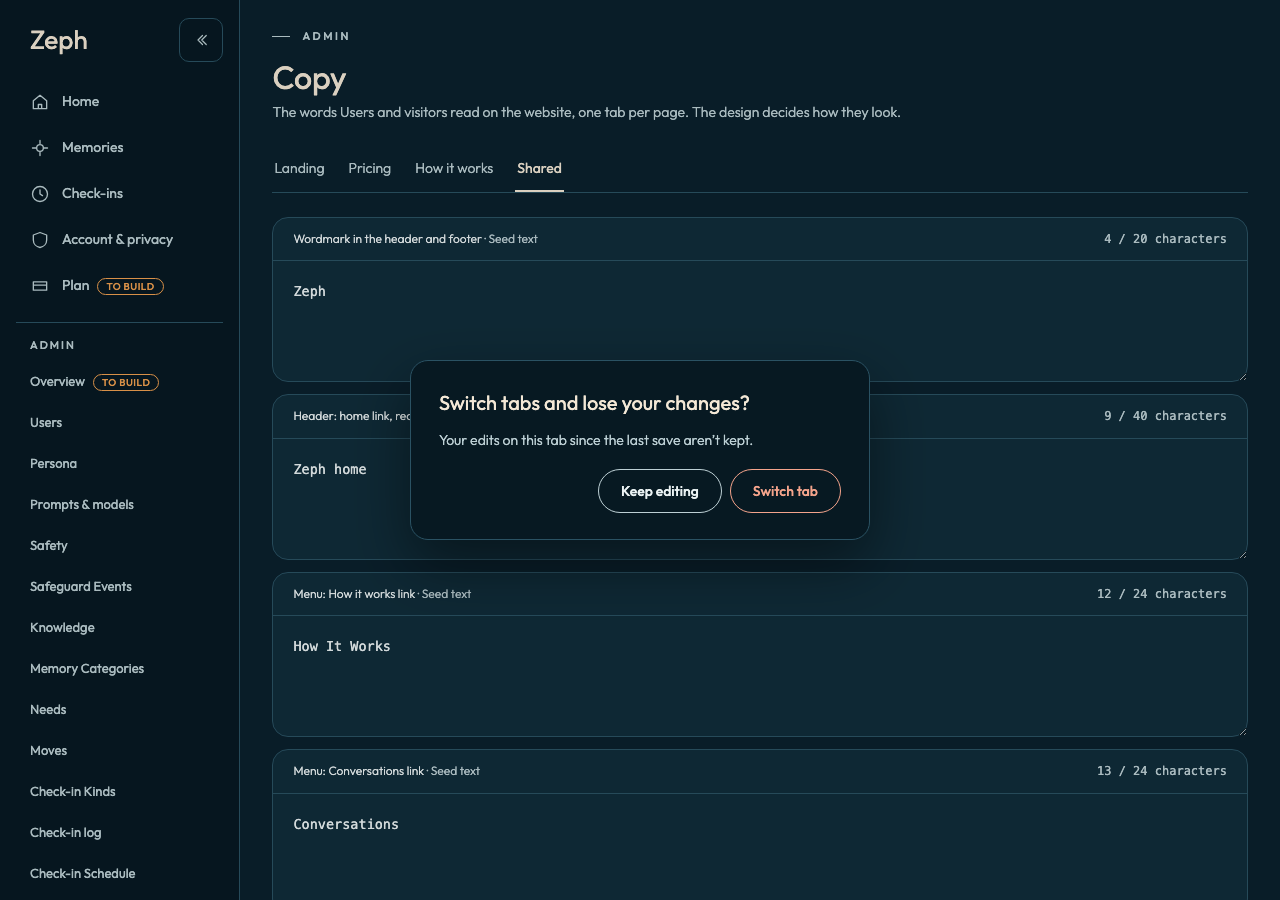 Zeph
Home
Memories
Check-ins
Account & privacy
Plan TO BUILD
ADMIN
Overview TO BUILD
Users
Persona
Prompts & models
Safety
Safeguard Events
Knowledge
Memory Categories
Needs
Moves
Check-in Kinds
Check-in log
Check-in Schedule
ADMIN
Copy
The words Users and visitors read on the website, one tab per page. The design decides how they look.
Landing Pricing How it works Shared
Wordmark in the header and footer · Seed text 4 / 20 characters
Zeph
Header: home link, 9 / 40 characters
Zeph home
Switch tabs and lose your changes?
Your edits on this tab since the last save aren't kept.
Keep editing Switch tab
Menu: How it works link · Seed text 12 / 24 characters
How It Works
Menu: Conversations link · Seed text 13 / 24 characters
Conversations